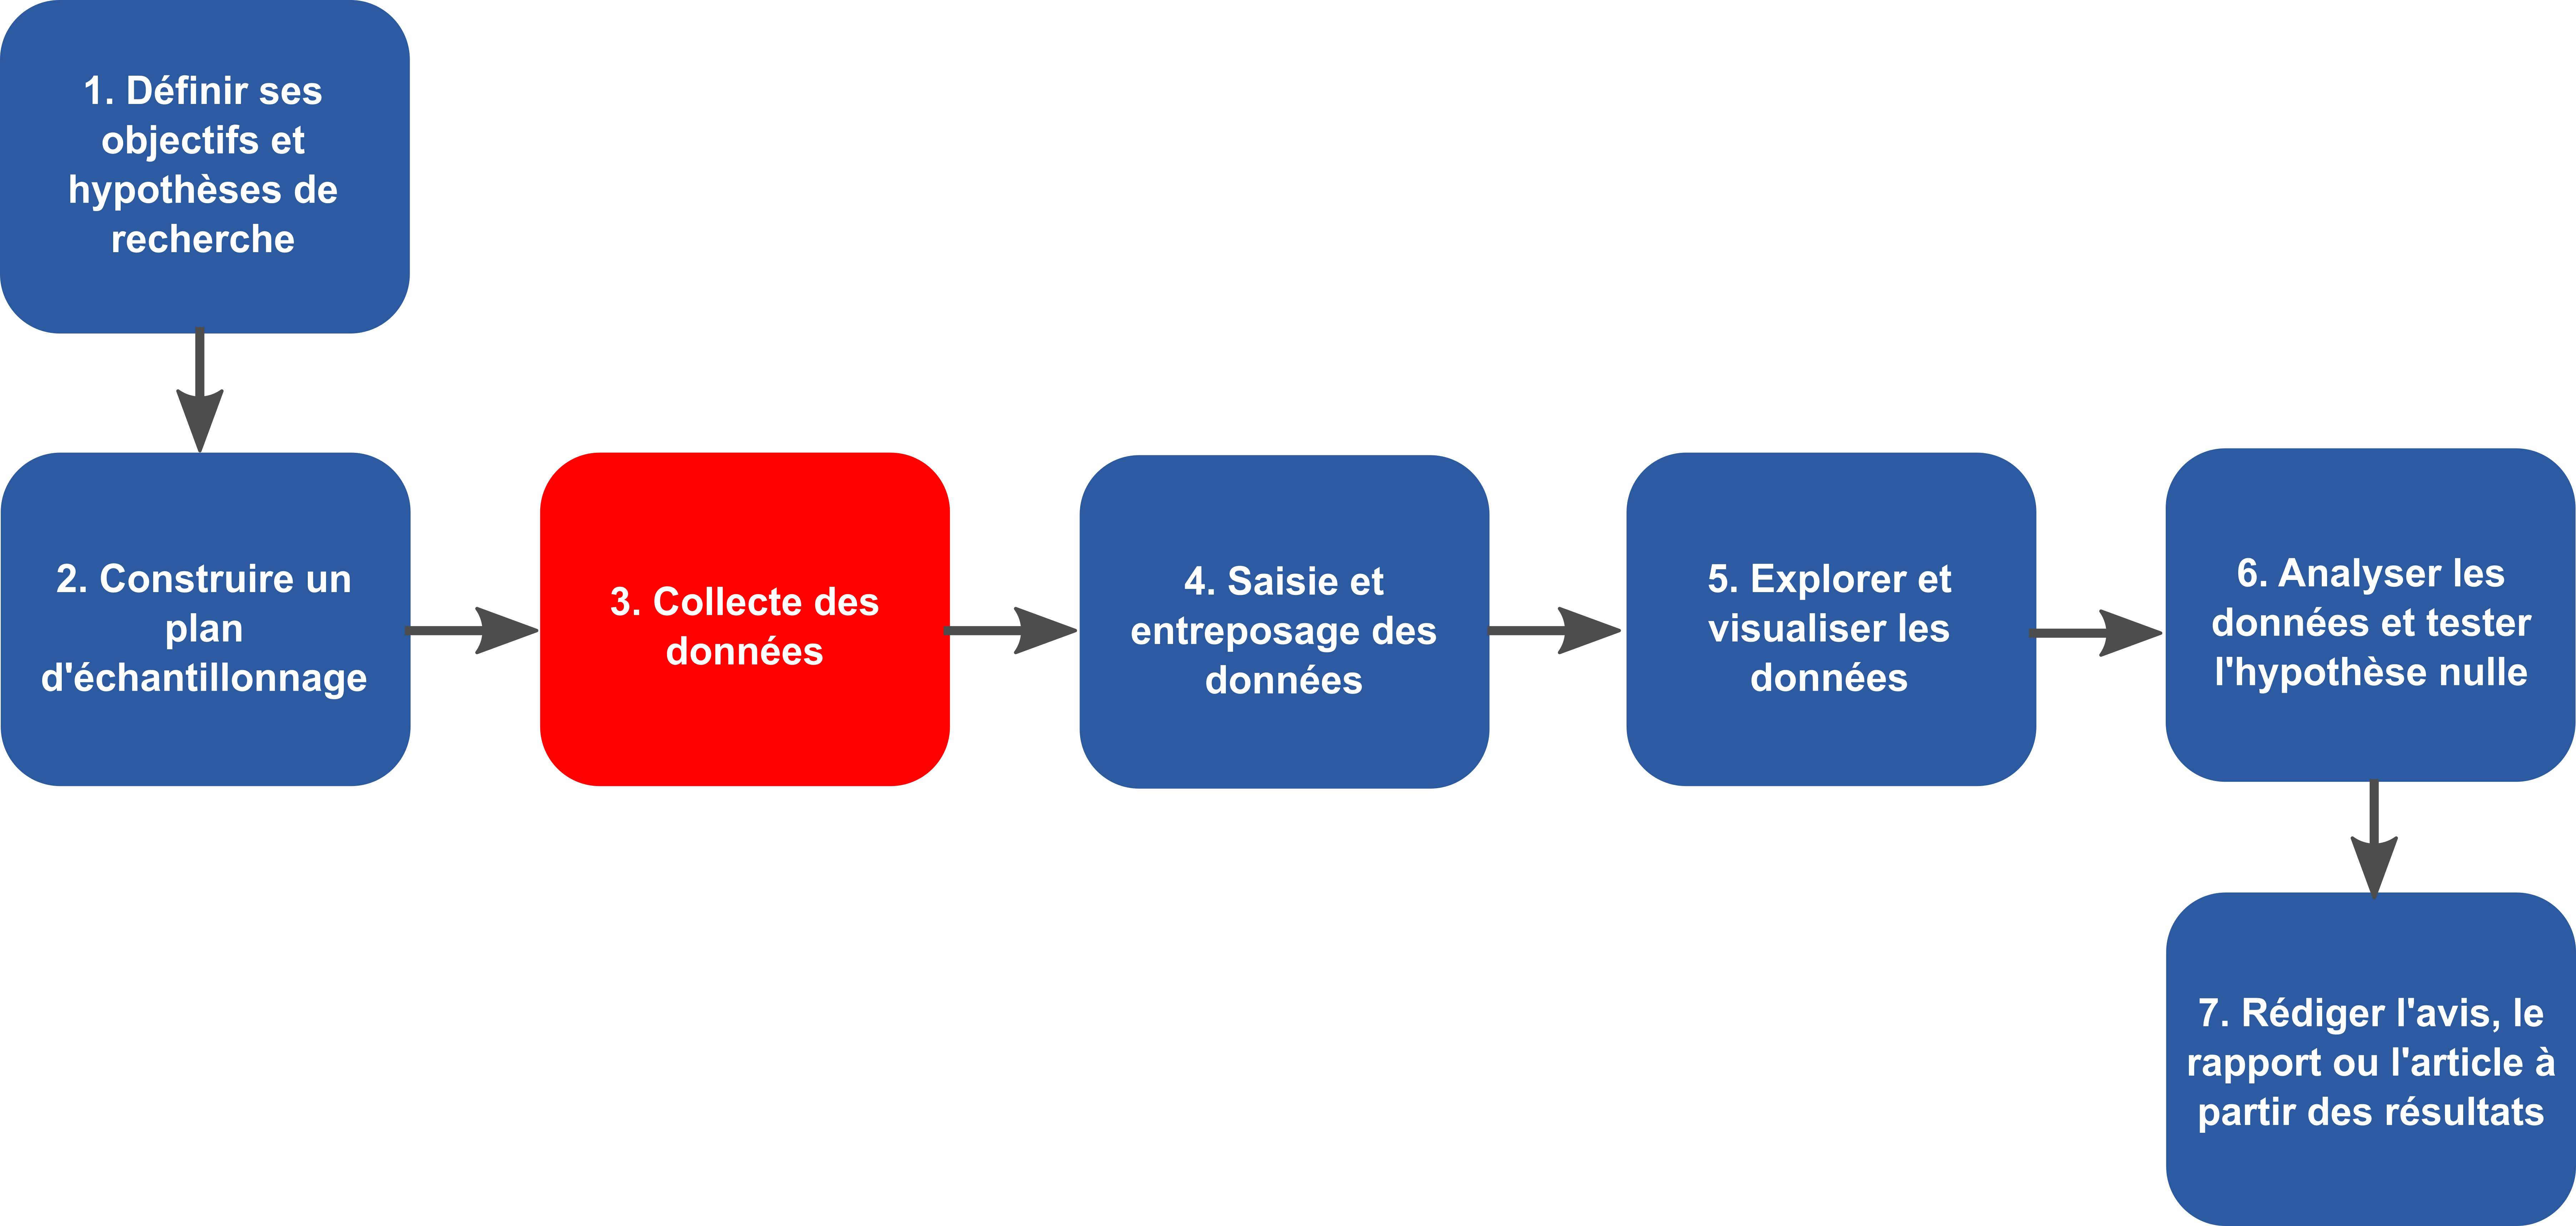 1. Définir ses
objectifs et
hypothèses de
recherche
2. Construire un
plan
d'échantillonnage
3. Collecte des
données
4. Saisie et
entreposage des
données
5. Explorer et
visualiser les
données
6. Analyser les
données et tester
l'hypothèse nulle
7. Rédiger l'avis, le
rapport ou l'article à
partir des résultats